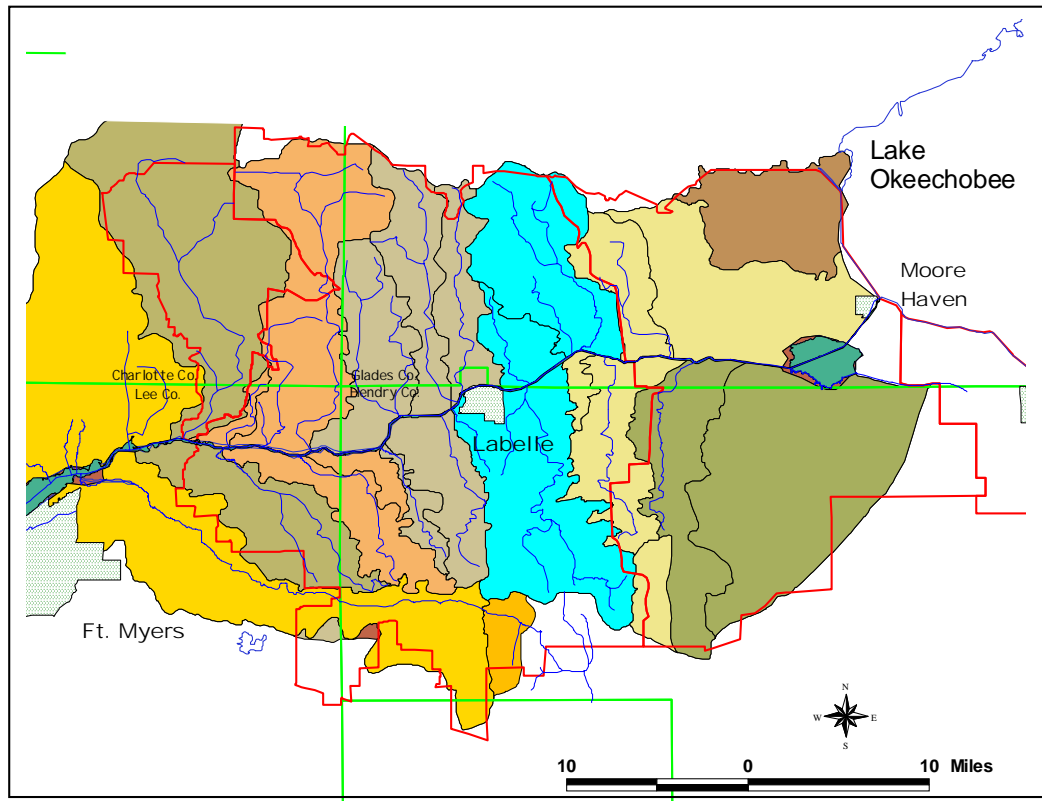 Lake
Okeechobee
Moore
Haven
Charlotte Co.
Lee Co.
Glades Co.
Hendry Co.
Labelle
Ft. Myers
N
W E
S
10 0 10 Miles